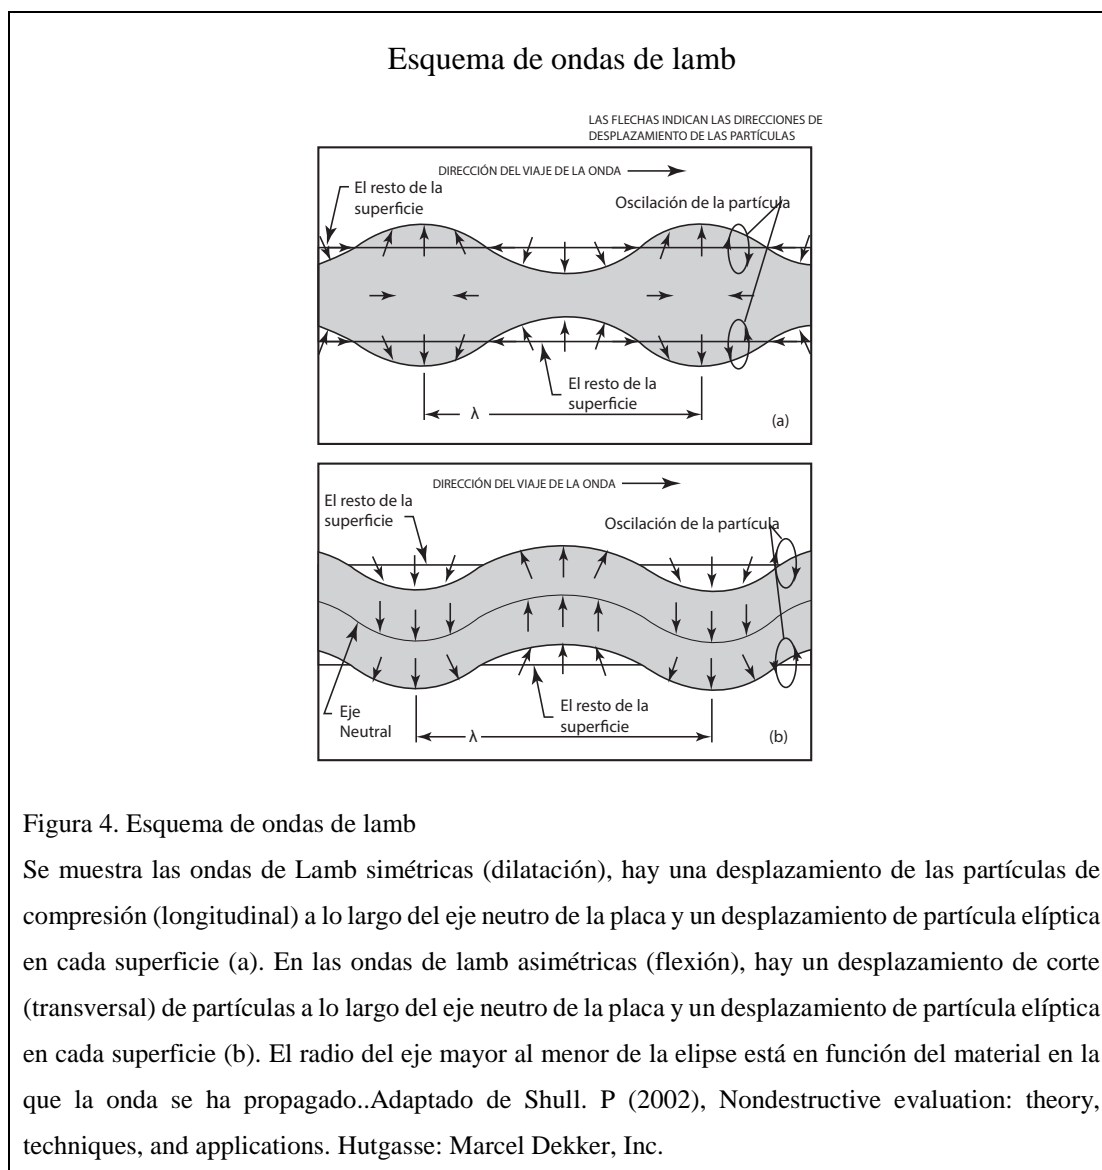 Esquema de ondas de lamb
LAS FLECHAS INDICAN LAS DIRECCIONES DE
DESPLAZAMIENTO DE LAS PARTÍCULAS
DIRECCIÓN DEL VIAJE DE LA ONDA
El resto de la
superficie
Oscilación de la partícula
El resto de la
superficie
λ
(a)
DIRECCIÓN DEL VIAJE DE LA ONDA
El resto de la
superficie
Oscilación de la partícula
Eje
Neutral
El resto de la
superficie
λ
(b)
Figura 4. Esquema de ondas de lamb
Se muestra las ondas de Lamb simétricas (dilatación), hay una desplazamiento de las partículas de
compresión (longitudinal) a lo largo del eje neutro de la placa y un desplazamiento de partícula elíptica
en cada superficie (a). En las ondas de lamb asimétricas (flexión), hay un desplazamiento de corte
(transversal) de partículas a lo largo del eje neutro de la placa y un desplazamiento de partícula elíptica
en cada superficie (b). El radio del eje mayor al menor de la elipse está en función del material en la
que la onda se ha propagado..Adaptado de Shull. P (2002), Nondestructive evaluation: theory,
techniques, and applications. Hutgasse: Marcel Dekker, Inc.